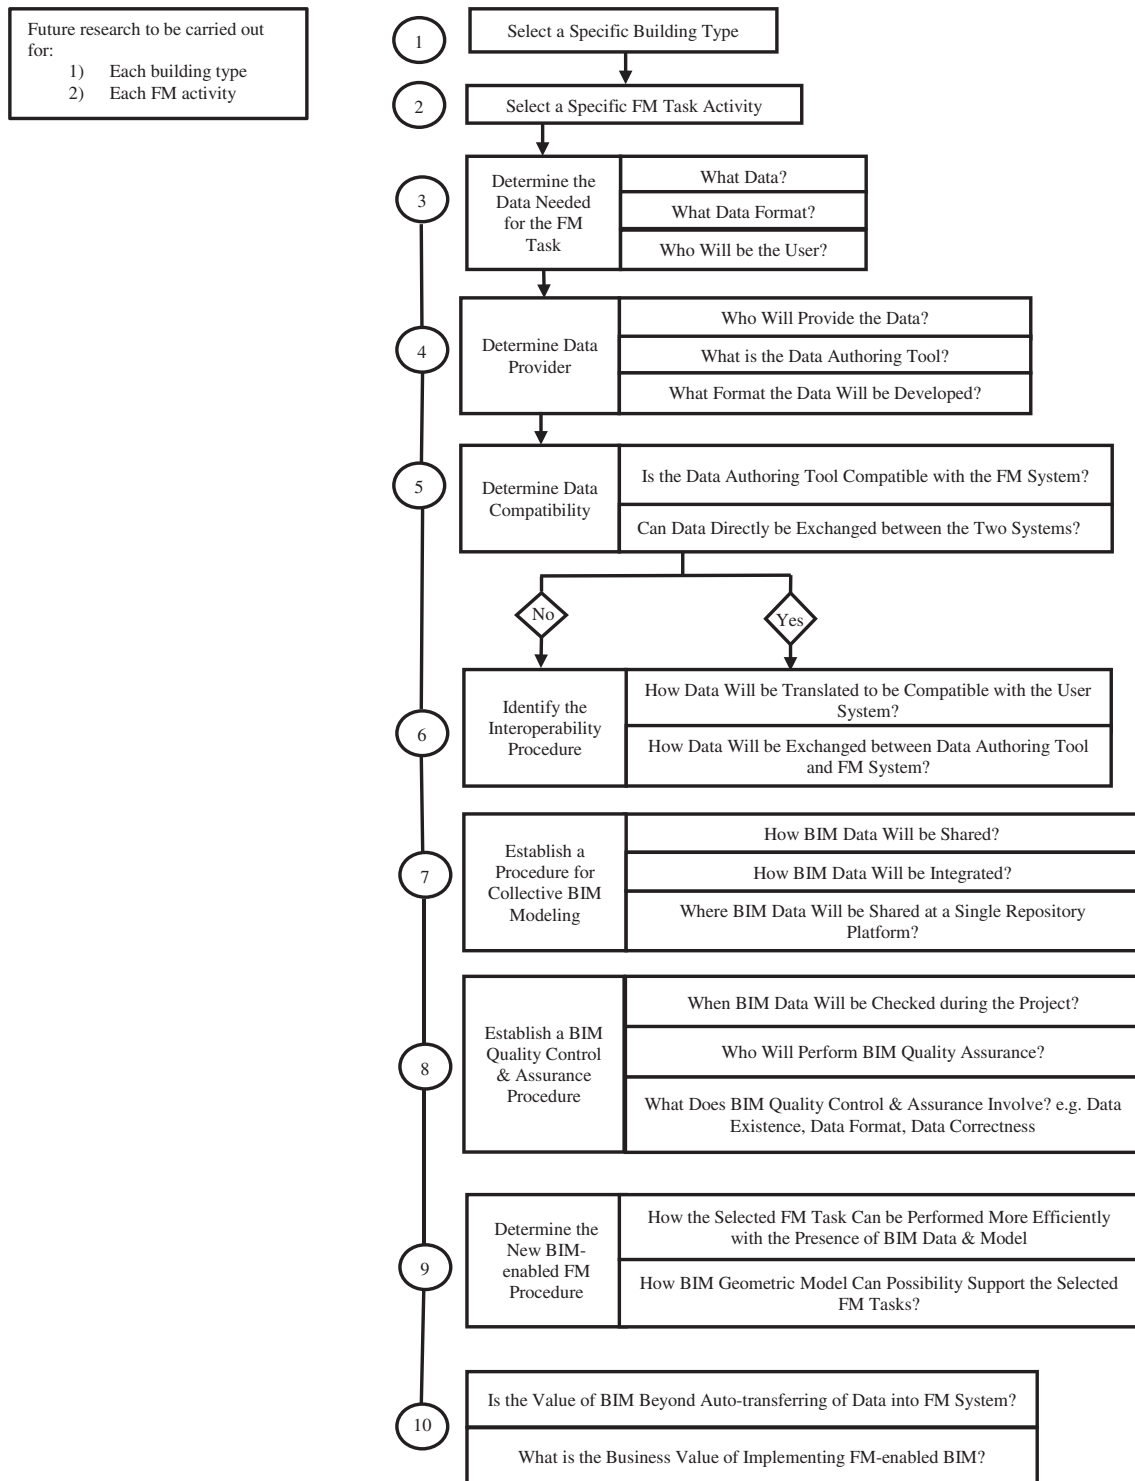 Future research to be carried out
for:
1) Each building type
2) Each FM activity
1
Select a Specific Building Type
2
Select a Specific FM Task Activity
3
Determine the
Data Needed
for the FM
Task
What Data?
What Data Format?
Who Will be the User?
4
Determine Data
Provider
Who Will Provide the Data?
What is the Data Authoring Tool?
What Format the Data Will be Developed?
5
Determine Data
Compatibility
Is the Data Authoring Tool Compatible with the FM System?
Can Data Directly be Exchanged between the Two Systems?
No
Yes
6
Identify the
Interoperability
Procedure
How Data Will be Translated to be Compatible with the User
System?
How Data Will be Exchanged between Data Authoring Tool
and FM System?
7
Establish a
Procedure for
Collective BIM
Modeling
How BIM Data Will be Shared?
How BIM Data Will be Integrated?
Where BIM Data Will be Shared at a Single Repository
Platform?
8
Establish a BIM
Quality Control
& Assurance
Procedure
When BIM Data Will be Checked during the Project?
Who Will Perform BIM Quality Assurance?
What Does BIM Quality Control & Assurance Involve? e.g. Data
Existence, Data Format, Data Correctness
9
Determine the
New BIM-
enabled FM
Procedure
How the Selected FM Task Can be Performed More Efficiently
with the Presence of BIM Data & Model
How BIM Geometric Model Can Possibility Support the Selected
FM Tasks?
10
Is the Value of BIM Beyond Auto-transferring of Data into FM System?
What is the Business Value of Implementing FM-enabled BIM?